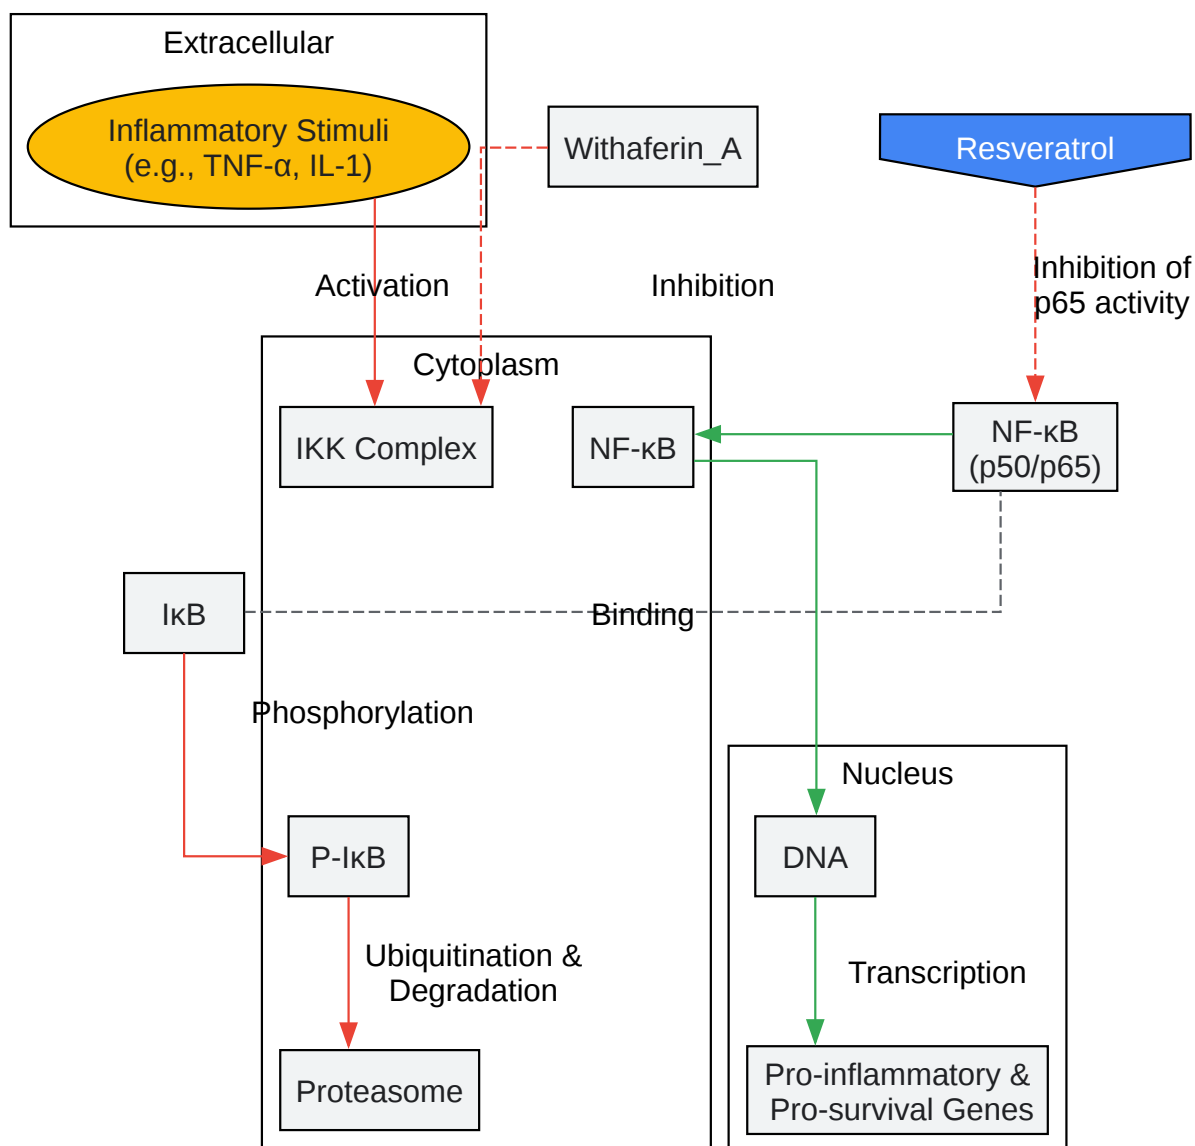 Extracellular
Inflammatory Stimuli
(e.g., TNF-α, IL-1)
Withaferin_A
Resveratrol
Activation
Inhibition
Inhibition of
p65 activity
Cytoplasm
IKK Complex
NF-κB
NF-κB
(p50/p65)
IκB
Binding
Phosphorylation
Nucleus
P-IκB
DNA
Ubiquitination &
Degradation
Transcription
Proteasome
Pro-inflammatory &
Pro-survival Genes